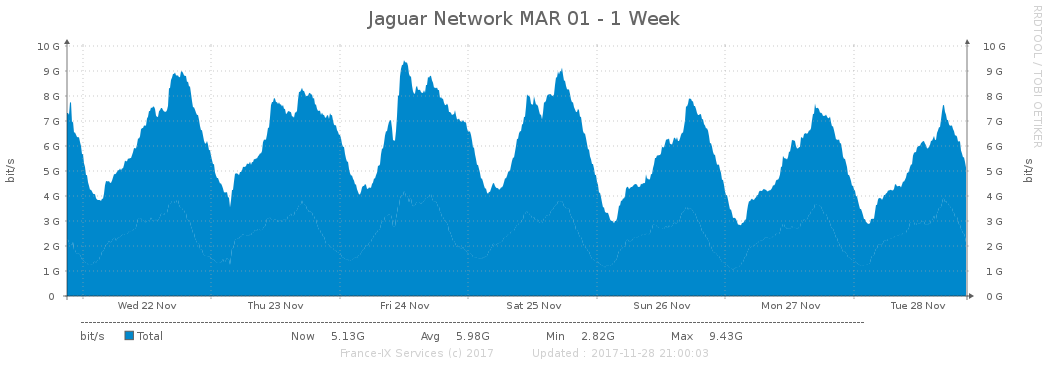 Jaguar Network MAR 01 - 1 Week
RRDTOOL / TOBI OETIKER
bit/s
10 G
9 G
8 G
7 G
6 G
5 G
4 G
3 G
2 G
1 G
0
10 G
9 G
8 G
7 G
6 G
5 G
4 G
3 G
2 G
1 G
0 G
bit/s
Wed 22 Nov Thu 23 Nov Fri 24 Nov Sat 25 Nov Sun 26 Nov Mon 27 Nov Tue 28 Nov
bit/s Total Now 5.13G Avg 5.98G Min 2.82G Max 9.43G
France-IX Services (c) 2017 Updated : 2017-11-28 21:00:03